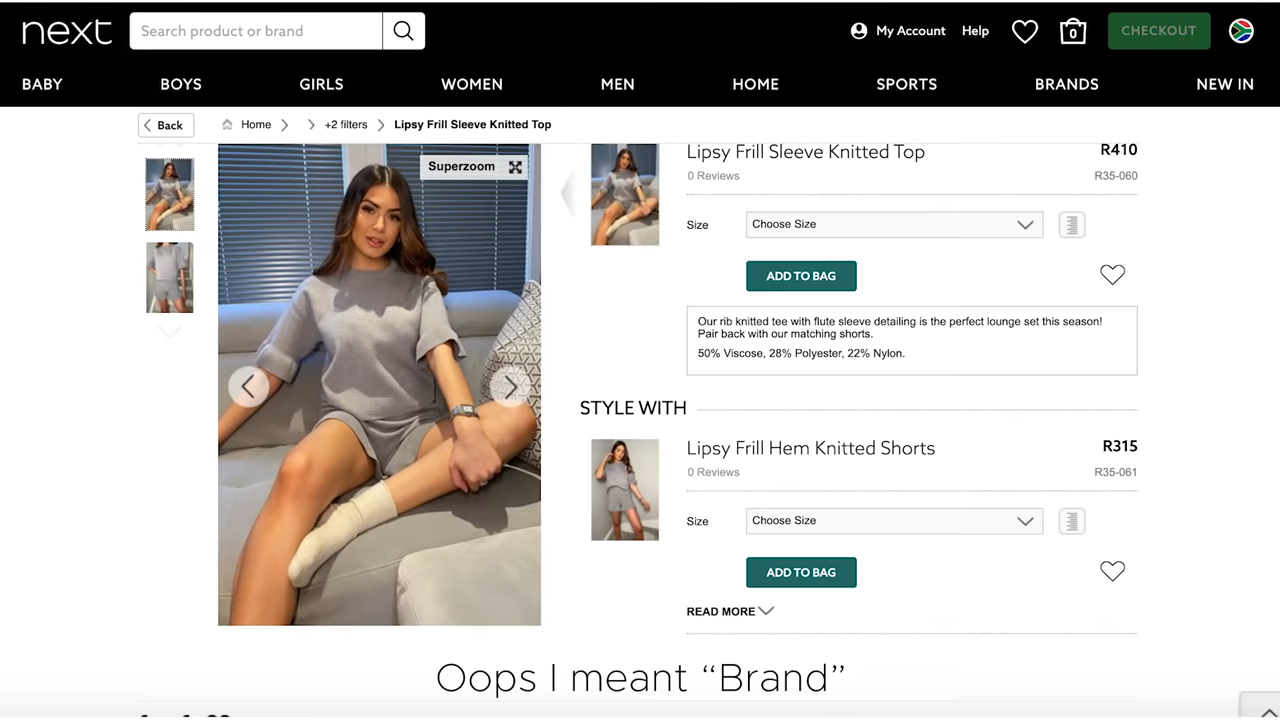 next
Search product or brand
My Account
Help
0
CHECKOUT
BABY
BOYS
GIRLS
WOMEN
MEN
HOME
SPORTS
BRANDS
NEW IN
Back
Home
+2 filters
Lipsy Frill Sleeve Knitted Top
Superzoom
Lipsy Frill Sleeve Knitted Top
R410
0 Reviews
R35-060
Size
Choose Size
ADD TO BAG
Our rib knitted tee with flute sleeve detailing is the perfect lounge set this season!
Pair back with our matching shorts.
50% Viscose, 28% Polyester, 22% Nylon.
STYLE WITH
Lipsy Frill Hem Knitted Shorts
R315
0 Reviews
R35-061
Size
Choose Size
ADD TO BAG
READ MORE
Oops I meant “Brand”